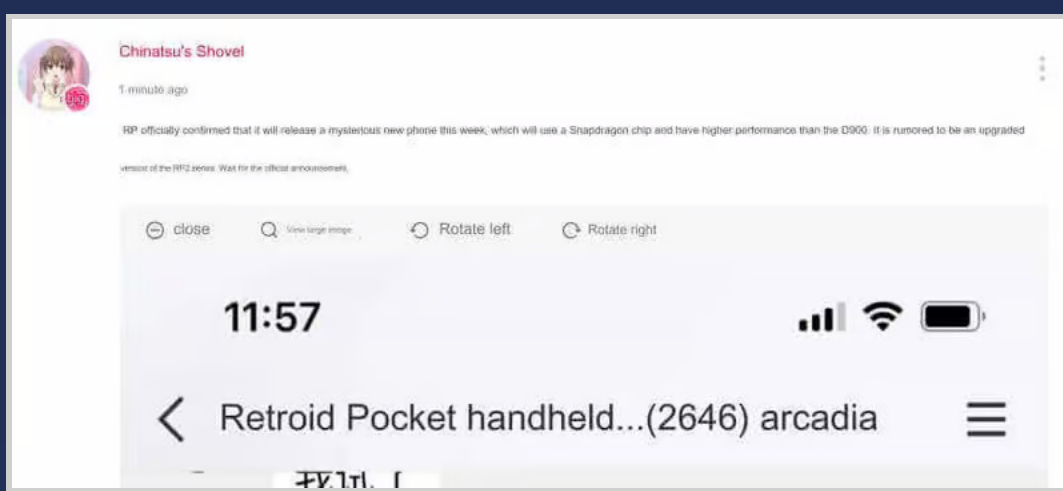 Chinatsu's Shovel
1 minute ago
RP officially confirmed that it will release a mysterious new phone this week, which will use a Snapdragon chip and have higher performance than the D900. It is rumored to be an upgraded
version of the RP2 series. Wait for the official announcement.
close View large image Rotate left Rotate right
11:57
Retroid Pocket handheld...(2646) arcadia